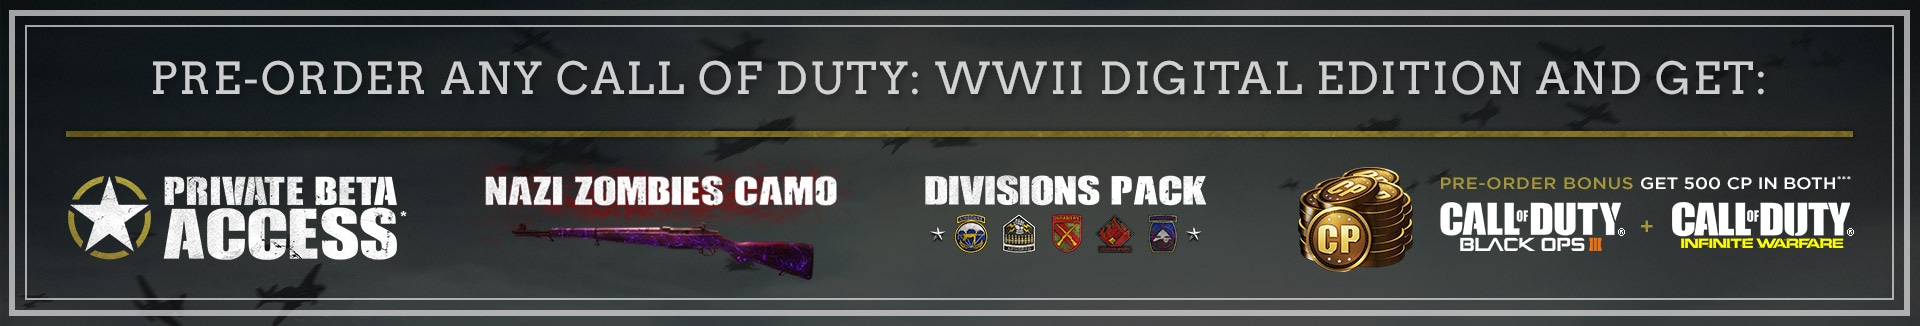 PRE-ORDER ANY CALL OF DUTY: WWII DIGITAL EDITION AND GET:
PRIVATE BETA
ACCESS*
NAZI ZOMBIES CAMO
DIVISIONS PACK
CP
CP
PRE-ORDER BONUS GET 500 CP IN BOTH***
CALL OF DUTY®
BLACK OPS III
+
CALL OF DUTY®
INFINITE WARFARE